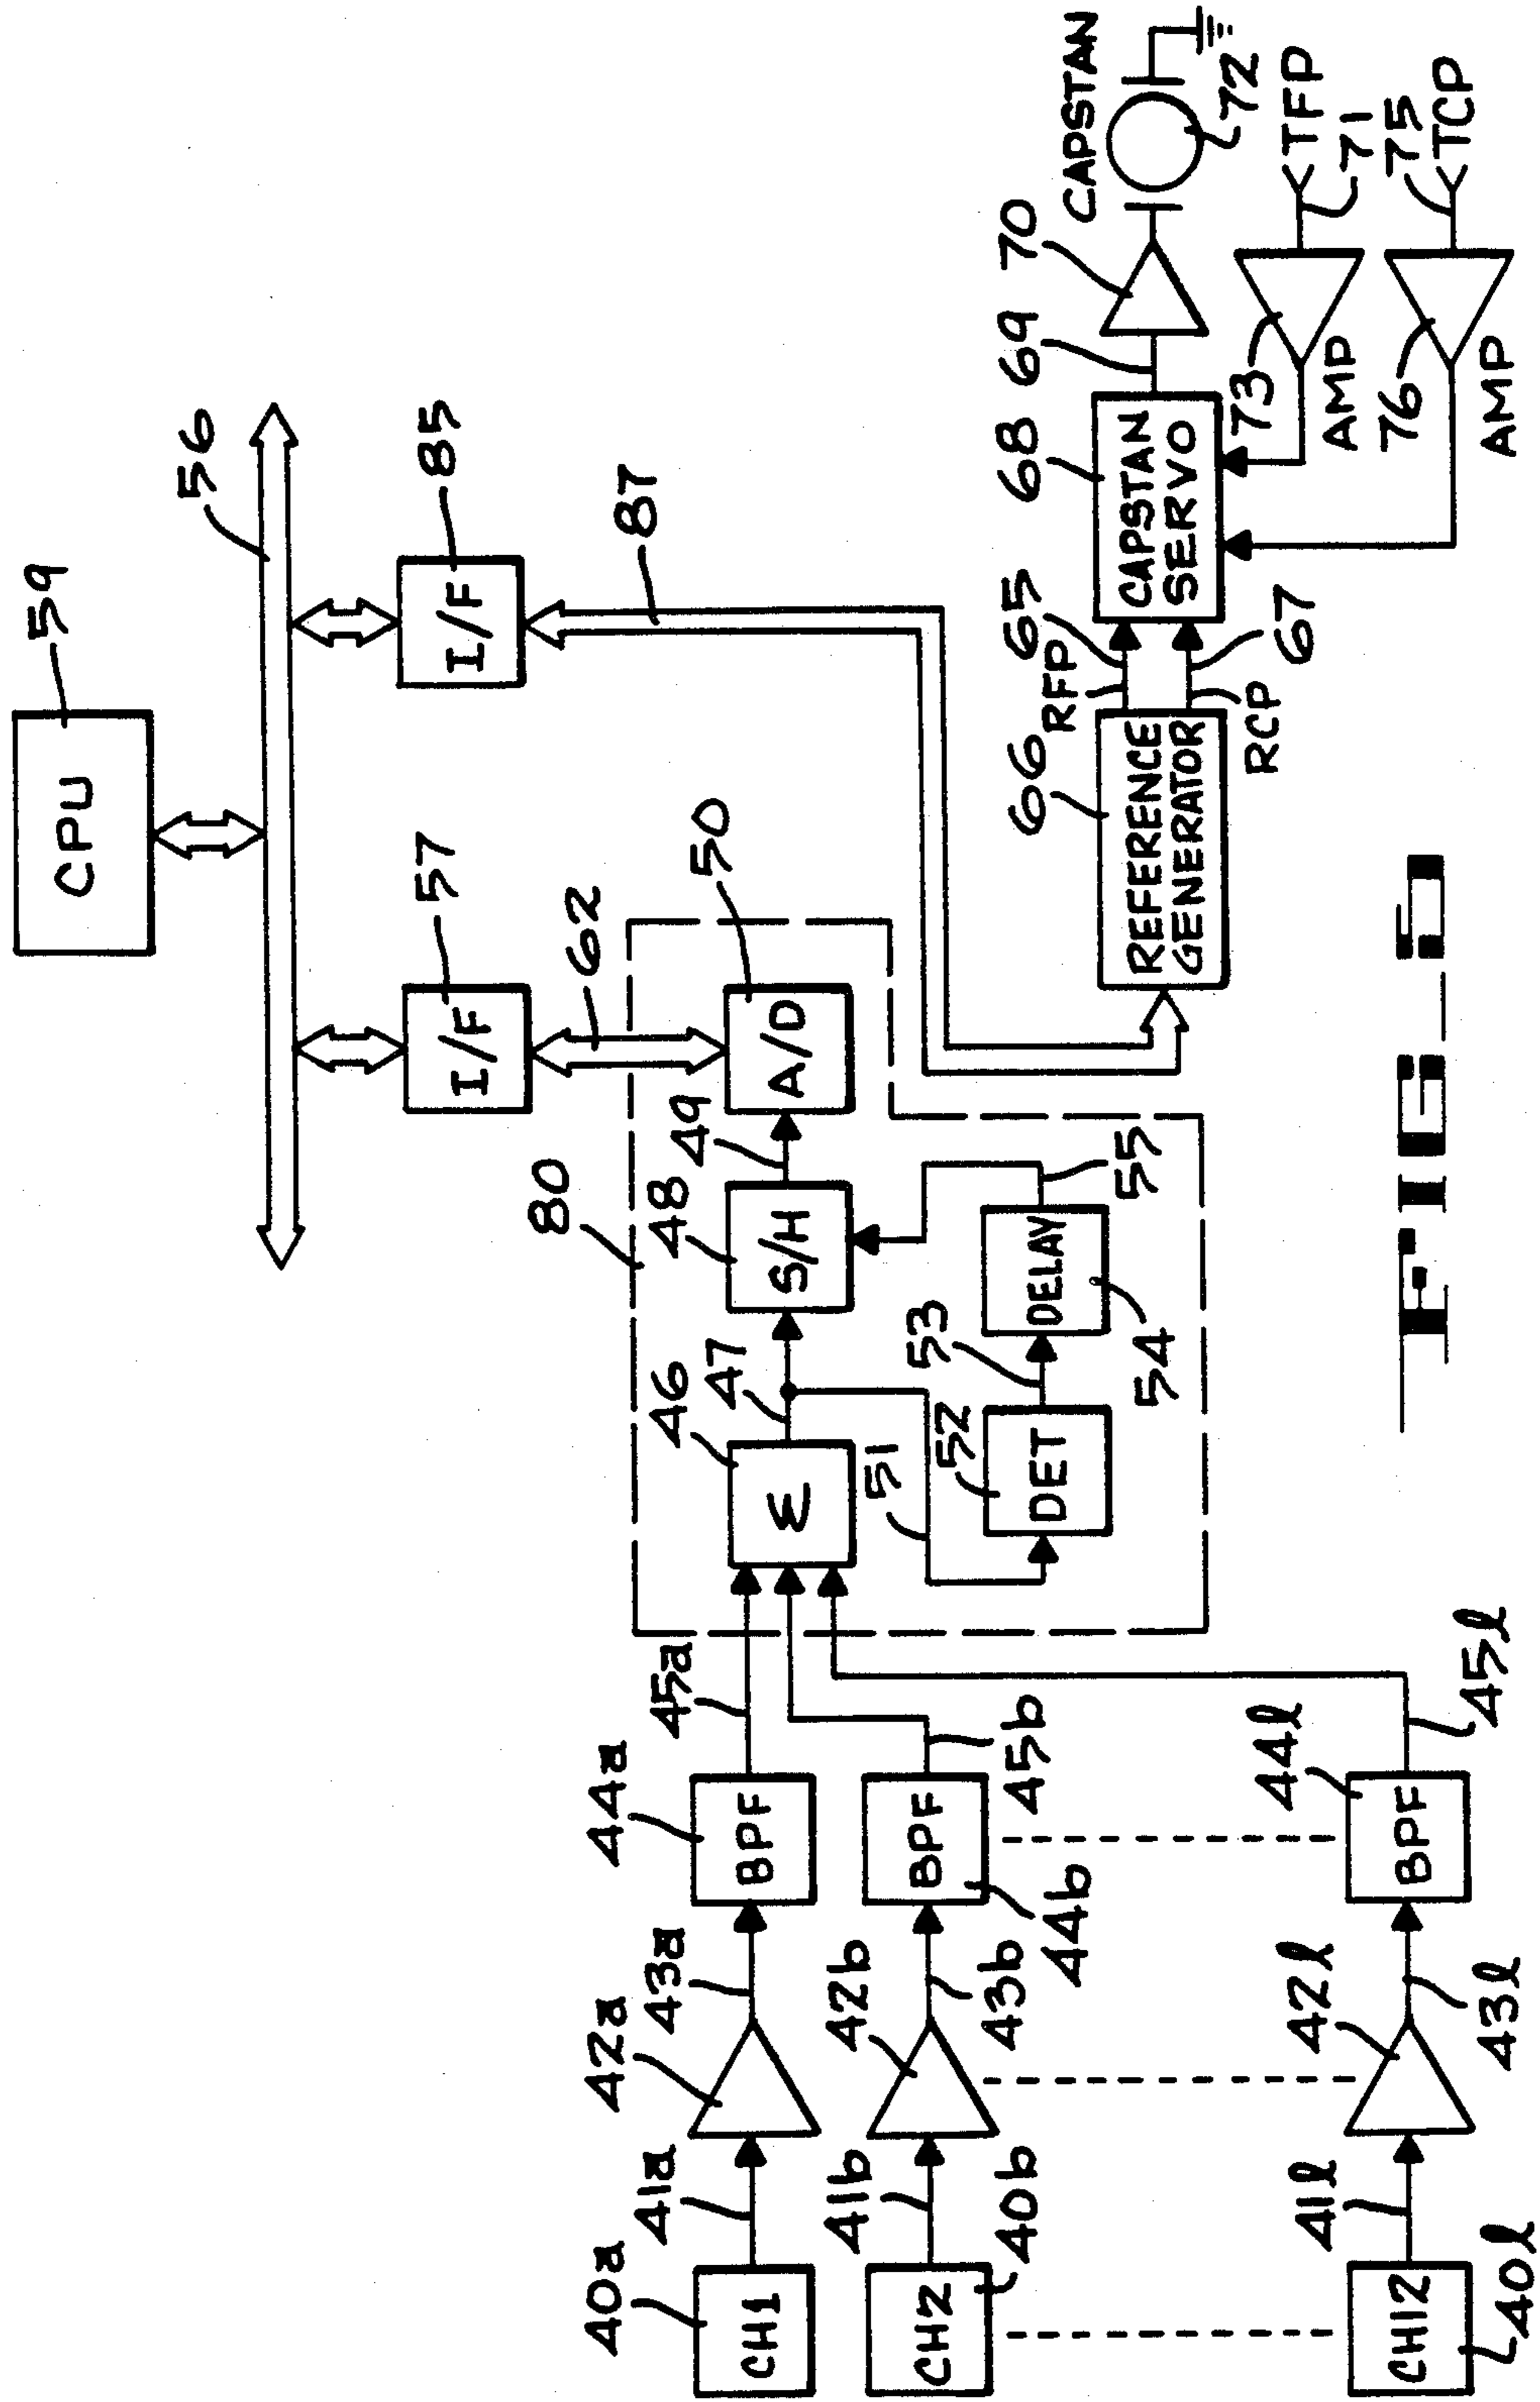 59
CPU
56
57
I/F
85
I/F
62
87
80
50
A/D
49
48
S/H
47
46
Σ
51
52
DET
53
54
DELAY
55
45a
44a
BPF
43a
42a
41a
40a
CH1
45b
44b
BPF
43b
42b
41b
40b
CH2
45l
44l
BPF
43l
42l
41l
40l
CH12
66
REFERENCE
GENERATOR
65
RFP
67
RCP
68
CAPSTAN
SERVO
69
70
CAPSTAN
72
TFP
71
73
AMP
75
TCP
76
AMP
FIG_5